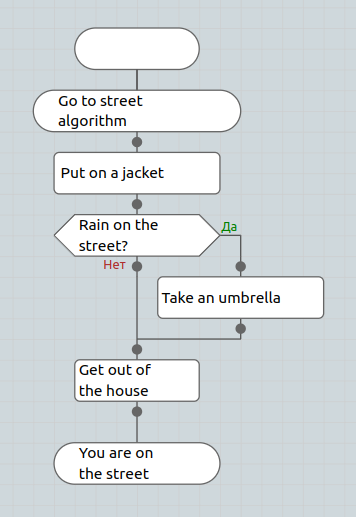 Go to street
algorithm
Put on a jacket
Rain on the
street?
Да
Нет
Take an umbrella
Get out of
the house
You are on
the street